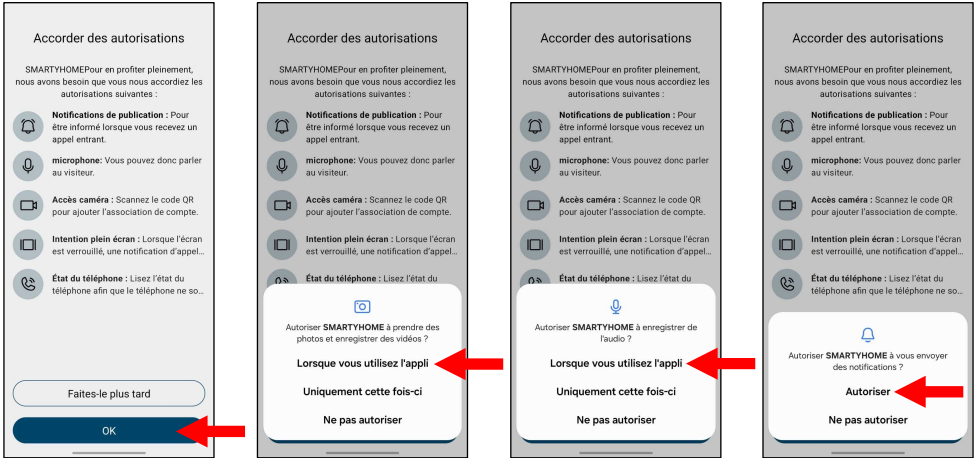 Accorder des autorisations
SMARTYHOMEPour en profiter pleinement,
nous avons besoin que vous nous accordiez les
autorisations suivantes :
Notifications de publication : Pour
être informé lorsque vous recevez un
appel entrant.
microphone: Vous pouvez donc parler
au visiteur.
Accès caméra : Scannez le code QR
pour ajouter l'association de compte.
Intention plein écran : Lorsque l'écran
est verrouillé, une notification d'appel...
État du téléphone : Lisez l'état du
téléphone afin que le téléphone ne so...
Faites-le plus tard
OK
Accorder des autorisations
SMARTYHOMEPour en profiter pleinement,
nous avons besoin que vous nous accordiez les
autorisations suivantes :
Notifications de publication : Pour
être informé lorsque vous recevez un
appel entrant.
microphone: Vous pouvez donc parler
au visiteur.
Accès caméra : Scannez le code QR
pour ajouter l'association de compte.
Intention plein écran : Lorsque l'écran
est verrouillé, une notification d'appel...
État du téléphone : Lisez l'état du
Autoriser SMARTYHOME à prendre des
photos et enregistrer des vidéos ?
Lorsque vous utilisez l'appli
Uniquement cette fois-ci
Ne pas autoriser
Accorder des autorisations
SMARTYHOMEPour en profiter pleinement,
nous avons besoin que vous nous accordiez les
autorisations suivantes :
Notifications de publication : Pour
être informé lorsque vous recevez un
appel entrant.
microphone: Vous pouvez donc parler
au visiteur.
Accès caméra : Scannez le code QR
pour ajouter l'association de compte.
Intention plein écran : Lorsque l'écran
est verrouillé, une notification d'appel...
État du téléphone : Lisez l'état du
Autoriser SMARTYHOME à enregistrer de
l'audio ?
Lorsque vous utilisez l'appli
Uniquement cette fois-ci
Ne pas autoriser
Accorder des autorisations
SMARTYHOMEPour en profiter pleinement,
nous avons besoin que vous nous accordiez les
autorisations suivantes :
Notifications de publication : Pour
être informé lorsque vous recevez un
appel entrant.
microphone: Vous pouvez donc parler
au visiteur.
Accès caméra : Scannez le code QR
pour ajouter l'association de compte.
Intention plein écran : Lorsque l'écran
est verrouillé, une notification d'appel...
État du téléphone : Lisez l'état du
téléphone afin que le téléphone ne so...
Autoriser SMARTYHOME à vous envoyer
des notifications ?
Autoriser
Ne pas autoriser